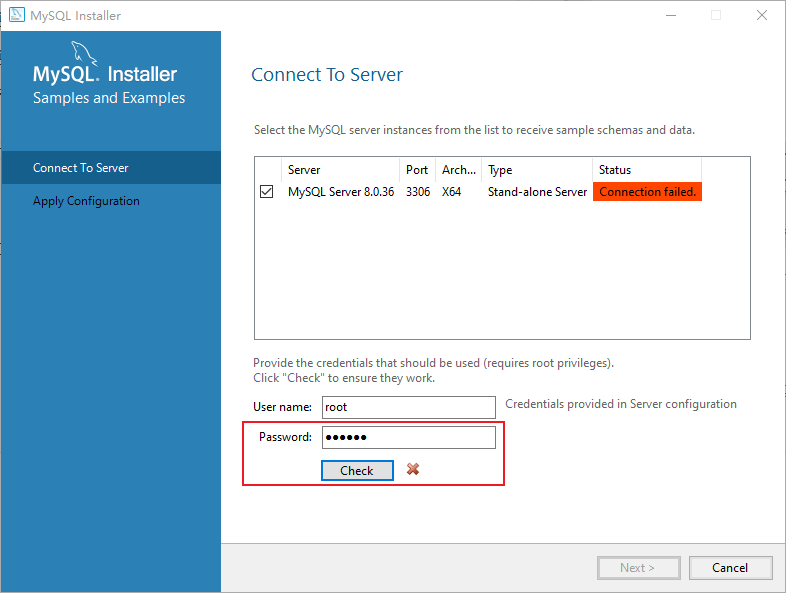 MySQL Installer
MySQL. Installer
Samples and Examples
Connect To Server
Apply Configuration
Connect To Server
Select the MySQL server instances from the list to receive sample schemas and data.
Server Port Arch... Type Status
MySQL Server 8.0.36 3306 X64 Stand-alone Server Connection failed.
Provide the credentials that should be used (requires root privileges).
Click "Check" to ensure they work.
User name: root Credentials provided in Server configuration
Password: ●●●●●●
Check
Next > Cancel